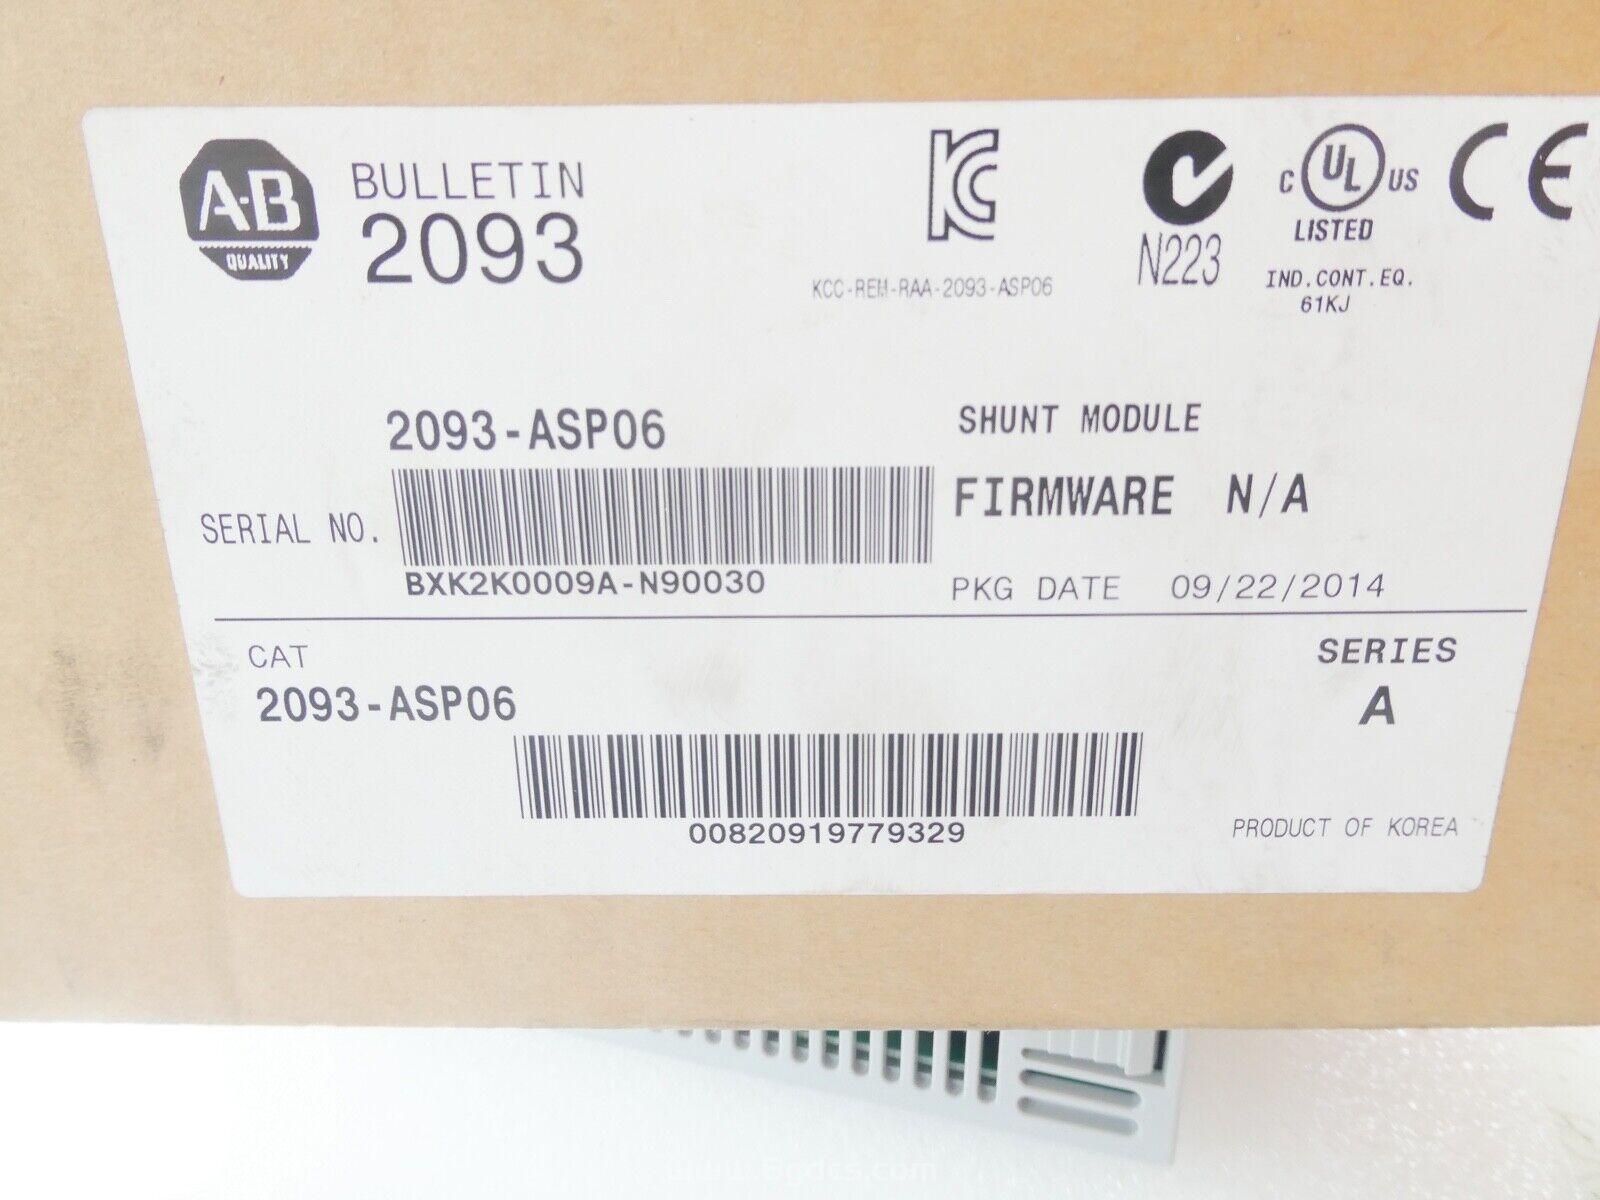 A-B
QUALITY
BULLETIN
2093
KCC-REM-RAA-2093-ASP06
N223
C UL US
LISTED
IND.CONT.EQ.
61KJ
CE
2093-ASP06
SHUNT MODULE
SERIAL NO.
BXK2K0009A-N90030
FIRMWARE N/A
PKG DATE 09/22/2014
CAT
2093-ASP06
SERIES
A
00820919779329
PRODUCT OF KOREA